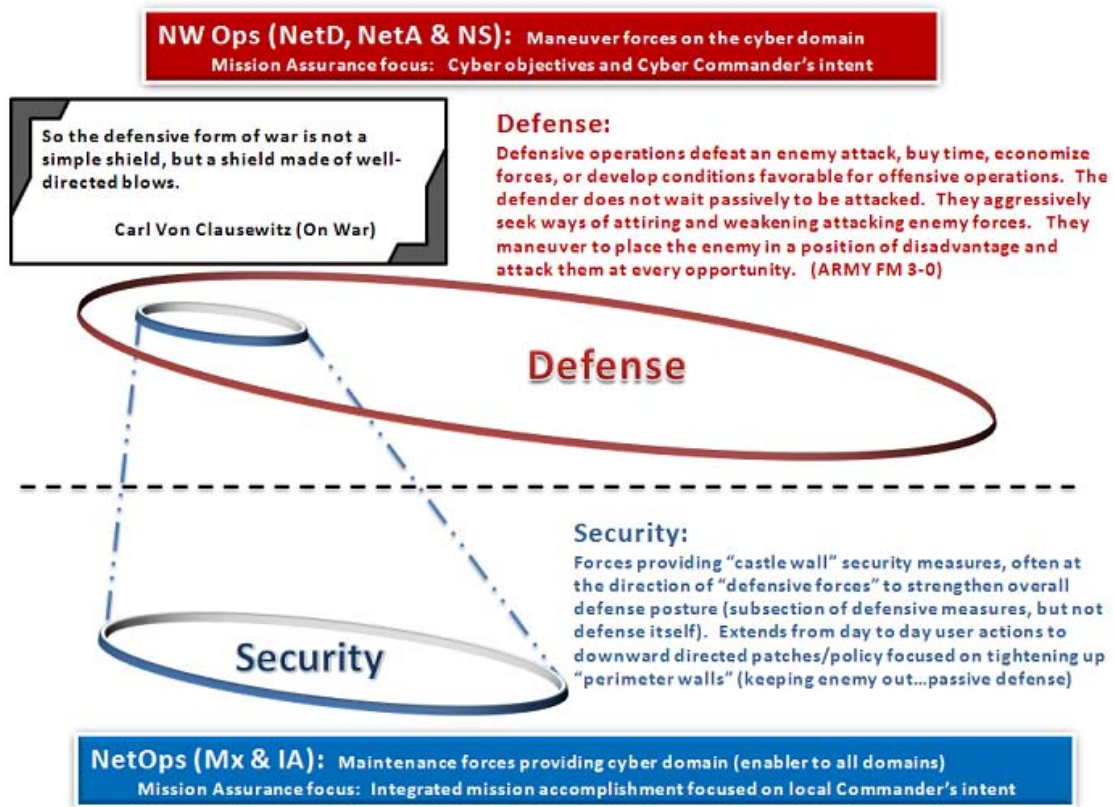 NW Ops (NetD, NetA & NS): Maneuver forces on the cyber domain
Mission Assurance focus: Cyber objectives and Cyber Commander's intent
So the defensive form of war is not a
simple shield, but a shield made of well-
directed blows.
Carl Von Clausewitz (On War)
Defense:
Defensive operations defeat an enemy attack, buy time, economize
forces, or develop conditions favorable for offensive operations. The
defender does not wait passively to be attacked. They aggressively
seek ways of attiring and weakening attacking enemy forces. They
maneuver to place the enemy in a position of disadvantage and
attack them at every opportunity. (ARMY FM 3-0)
Defense
Security:
Forces providing “castle wall” security measures, often at
the direction of “defensive forces” to strengthen overall
defense posture (subsection of defensive measures, but not
defense itself). Extends from day to day user actions to
downward directed patches/policy focused on tightening up
“perimeter walls” (keeping enemy out...passive defense)
Security
NetOps (Mx & IA): Maintenance forces providing cyber domain (enabler to all domains)
Mission Assurance focus: Integrated mission accomplishment focused on local Commander's intent